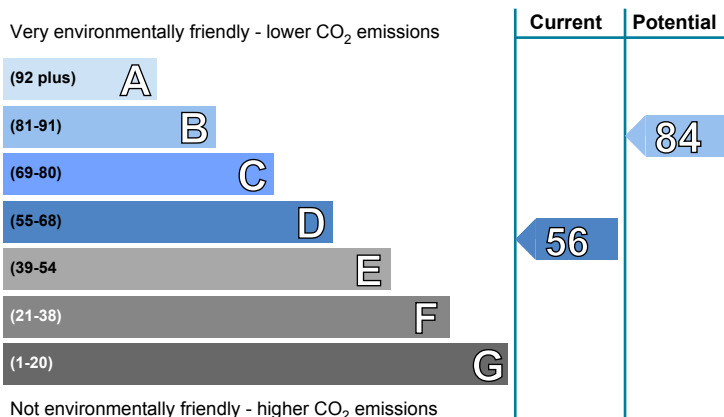 Current Potential
Very environmentally friendly - lower CO2 emissions
(92 plus) A
(81-91) B
84
(69-80) C
(55-68) D
56
(39-54 E
(21-38) F
(1-20) G
Not environmentally friendly - higher CO2 emissions